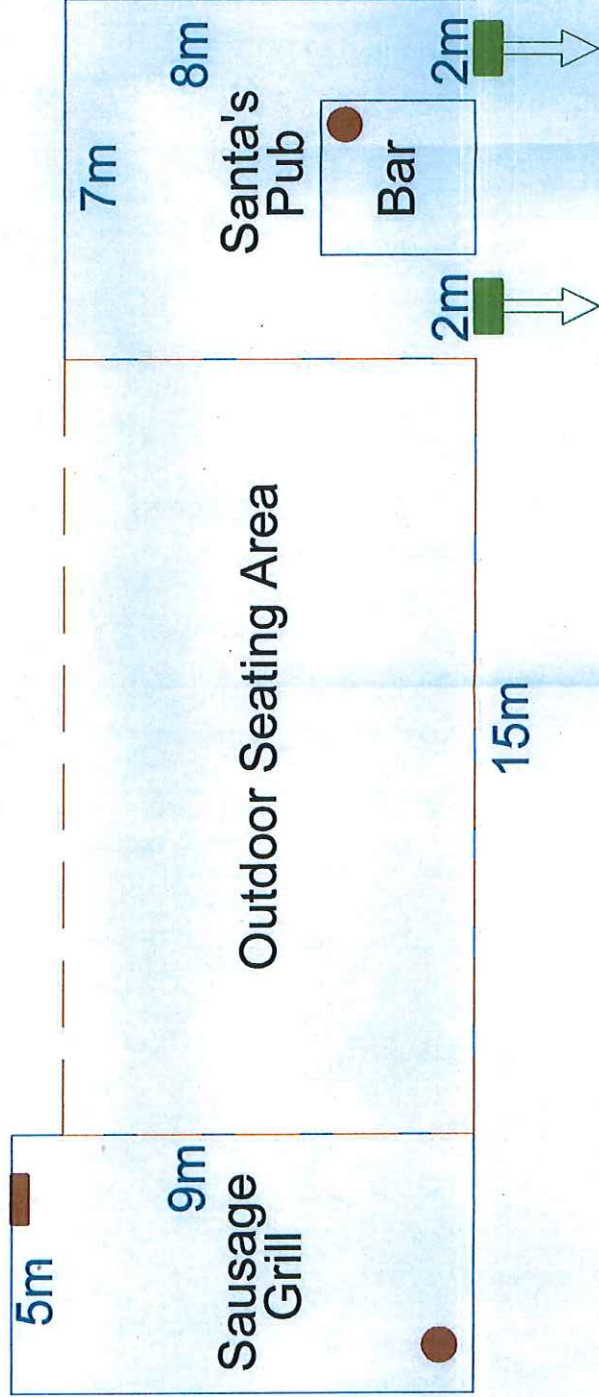 5m
9m
Sausage
Grill
Outdoor Seating Area
15m
7m
8m
Santa's
Pub
Bar
2m
2m